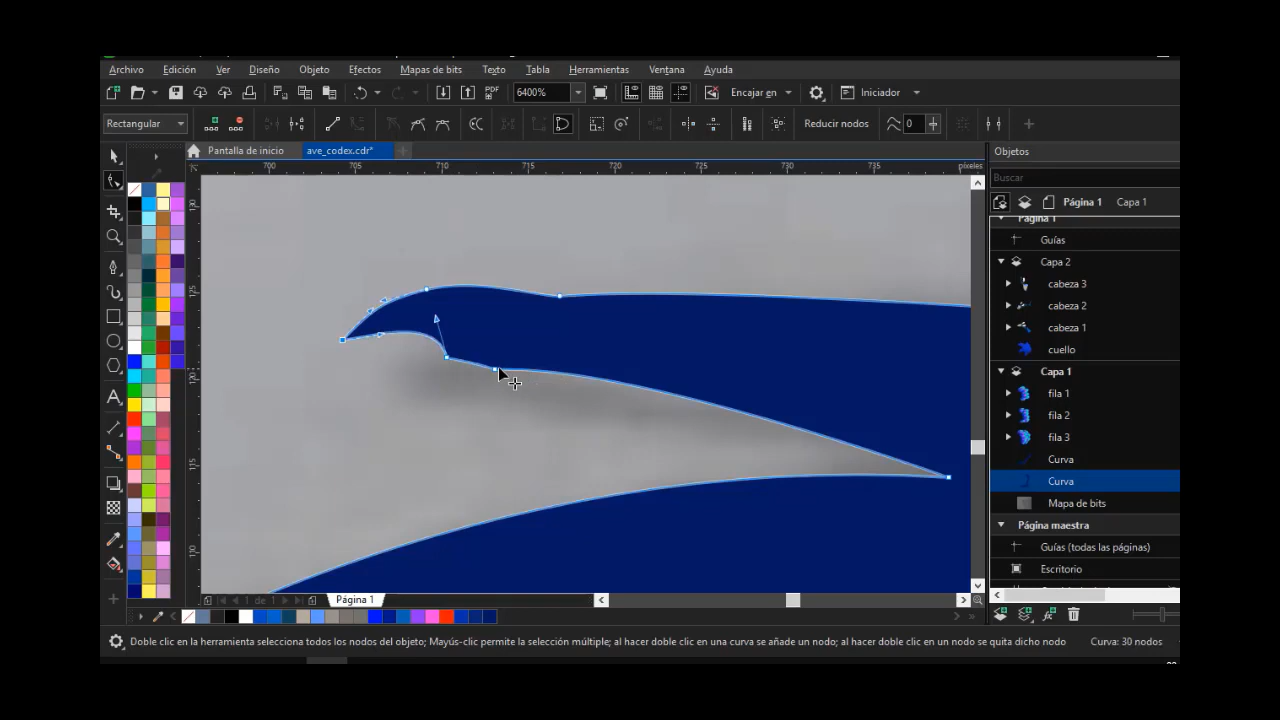 Archivo Edición Ver Diseño Objeto Efectos Mapas de bits Texto Tabla Herramientas Ventana Ayuda
PDF 6400% Encajar en Iniciador
Rectangular Reducir nodos 0
Pantalla de inicio ave_codex.cdr* Objetos
700 705 710 715 720 725 730 735 píxeles
Buscar
Página 1 Capa 1
Página 1
Guías
Capa 2
cabeza 3
cabeza 2
cabeza 1
cuello
Capa 1
fila 1
fila 2
fila 3
Curva
Curva
Mapa de bits
Página maestra
Guías (todas las páginas)
Escritorio
1 de 1 Página 1
Doble clic en la herramienta selecciona todos los nodos del objeto; Mayús-clic permite la selección múltiple; al hacer doble clic en una curva se añade un nodo; al hacer doble clic en un nodo se quita dicho nodo Curva: 30 nodos